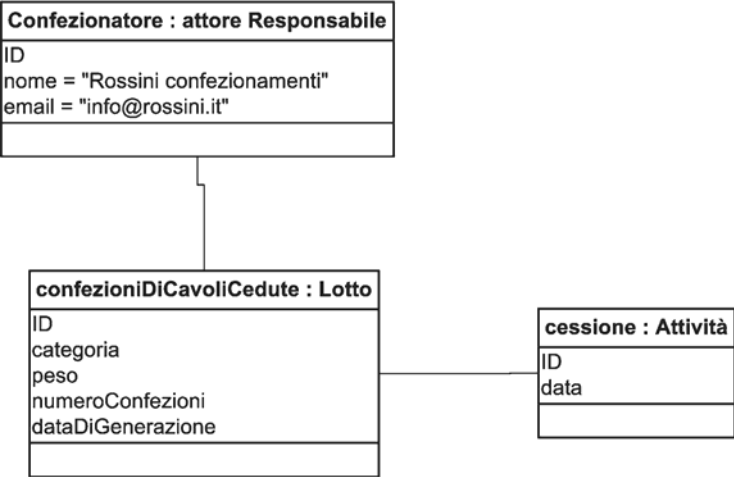 Confezionatore : attore Responsabile
ID
nome = "Rossini confezionamenti"
email = "info@rossini.it"
confezioniDiCavoliCedute : Lotto
ID
categoria
peso
numeroConfezioni
dataDiGenerazione
cessione : Attività
ID
data